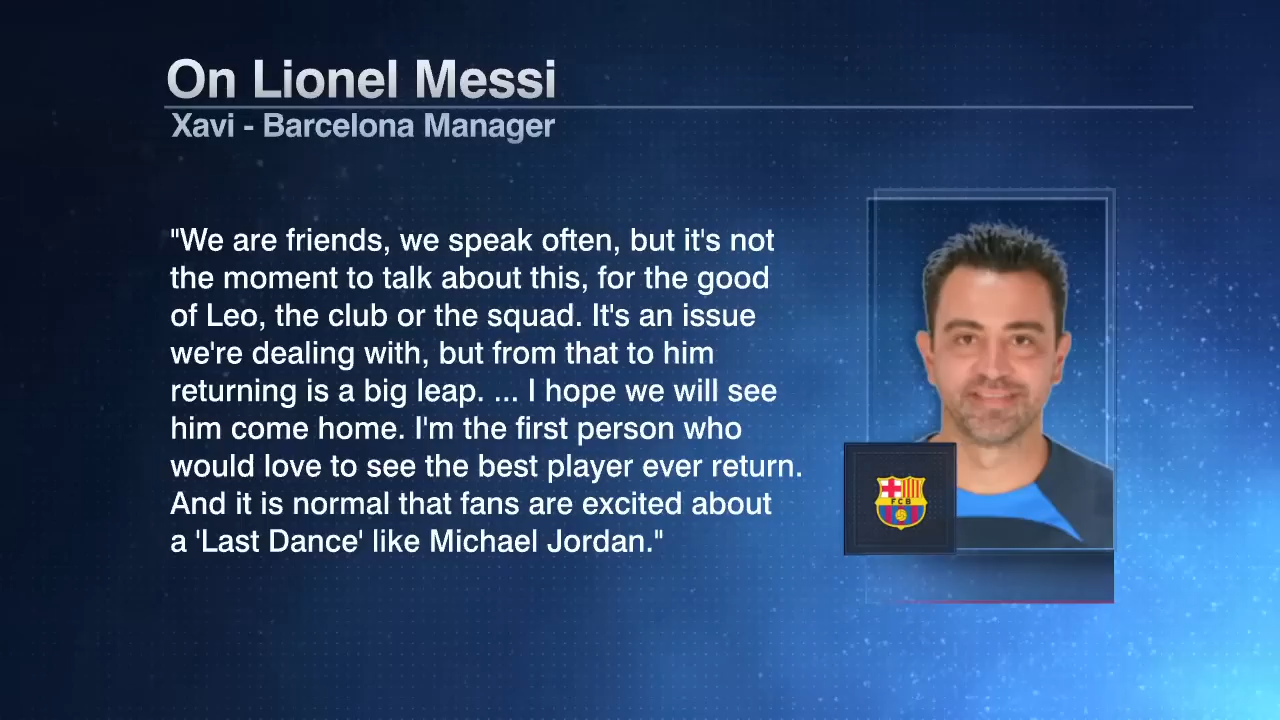 On Lionel Messi
Xavi - Barcelona Manager
"We are friends, we speak often, but it's not
the moment to talk about this, for the good
of Leo, the club or the squad. It's an issue
we're dealing with, but from that to him
returning is a big leap. ... I hope we will see
him come home. I'm the first person who
would love to see the best player ever return.
And it is normal that fans are excited about
a 'Last Dance' like Michael Jordan."
FCB